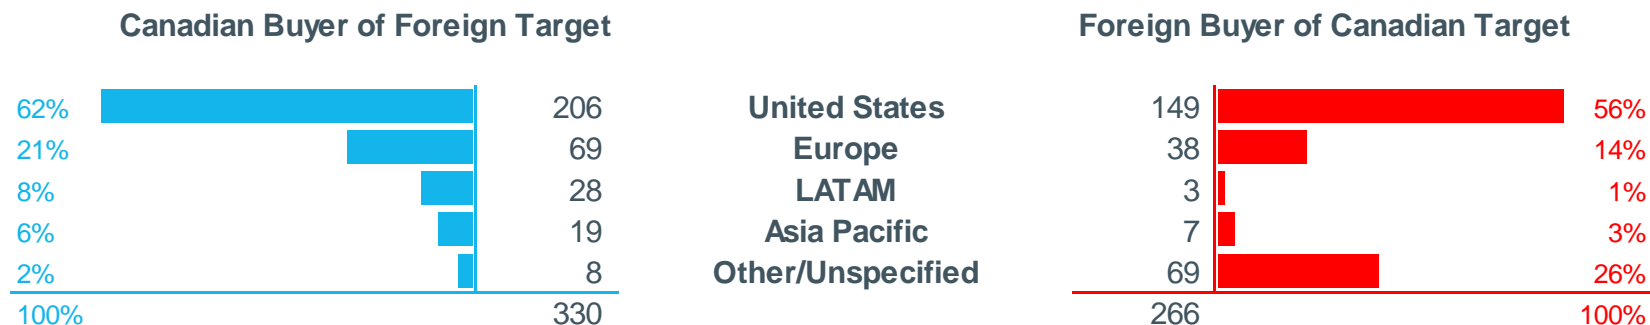 Canadian Buyer of Foreign Target Foreign Buyer of Canadian Target
62% 206 United States 149 56%
21% 69 Europe 38 14%
8% 28 LATAM 3 1%
6% 19 Asia Pacific 7 3%
2% 8 Other/Unspecified 69 26%
100% 330 266 100%